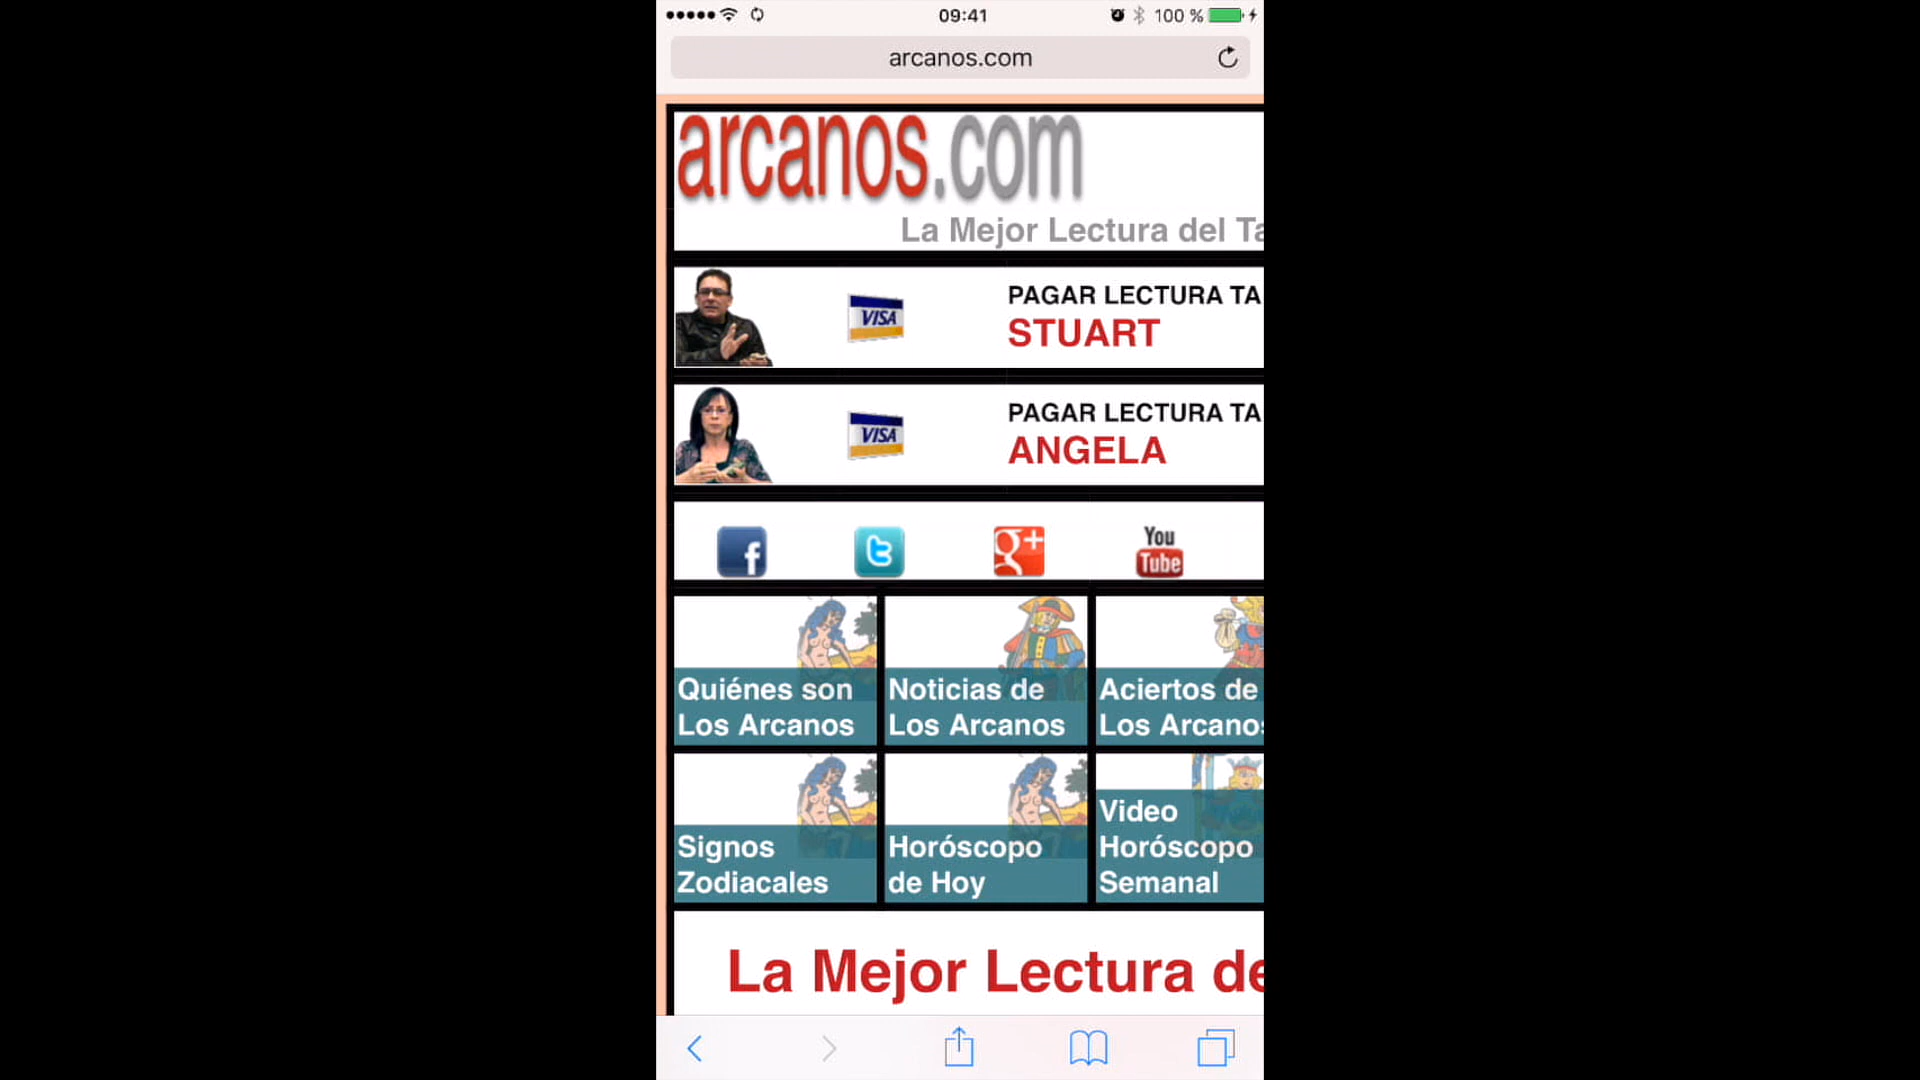 09:41
100 %
arcanos.com
arcanos.com
La Mejor Lectura del Ta
VISA
PAGAR LECTURA TA
STUART
VISA
PAGAR LECTURA TA
ANGELA
f
t
g+
You
Tube
Quiénes son
Los Arcanos
Noticias de
Los Arcanos
Aciertos de
Los Arcanos
Signos
Zodiacales
Horóscopo
de Hoy
Video
Horóscopo
Semanal
La Mejor Lectura de